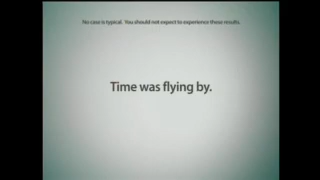 No case is typical. You should not expect to experience these results.
Time was flying by.